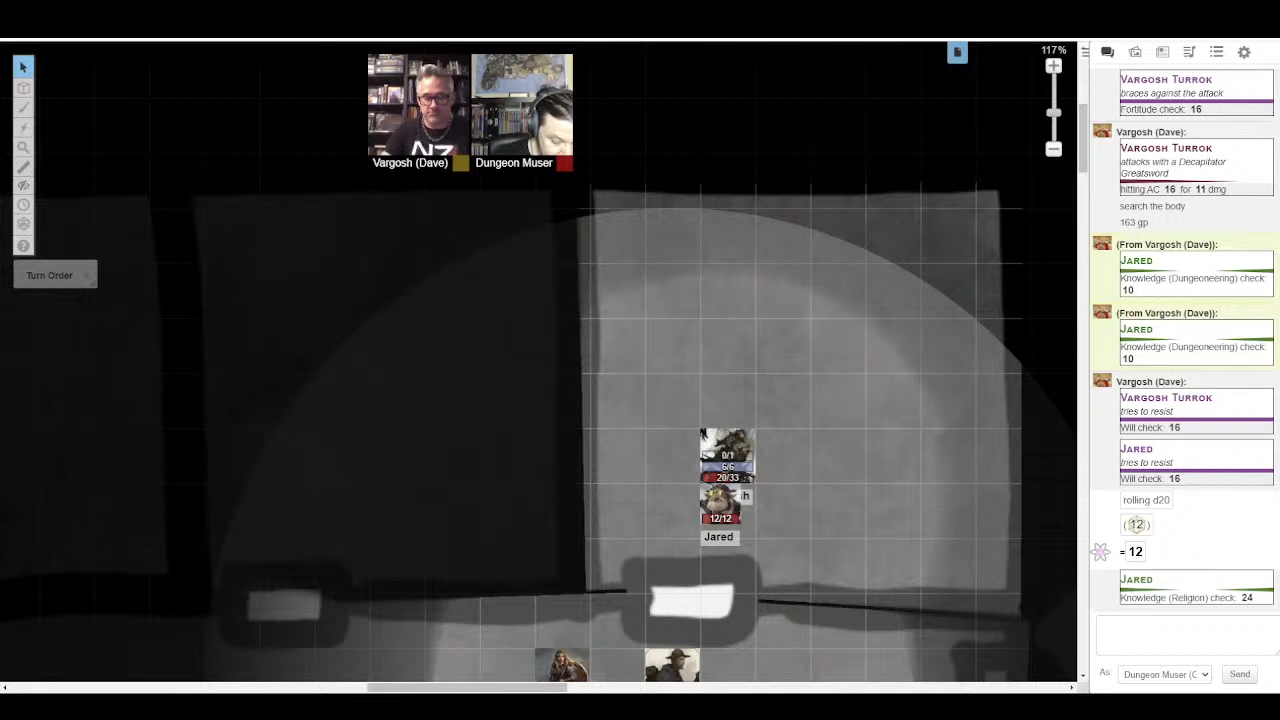 117%
VARGOSH TURROK
braces against the attack
Fortitude check: 16
Vargosh (Dave):
VARGOSH TURROK
attacks with a Decapitator
Greatsword
hitting AC 16 for 11 dmg
search the body
163 gp
(From Vargosh (Dave)):
JARED
Knowledge (Dungeoneering) check:
10
(From Vargosh (Dave)):
JARED
Knowledge (Dungeoneering) check:
10
Vargosh (Dave):
VARGOSH TURROK
tries to resist
Will check: 16
JARED
tries to resist
Will check: 16
rolling d20
(12)
= 12
JARED
Knowledge (Religion) check: 24
As: Dungeon Muser (C
Send
Vargosh (Dave)
Dungeon Muser
Turn Order
0/1
6/6
20/33
12/12
Jared